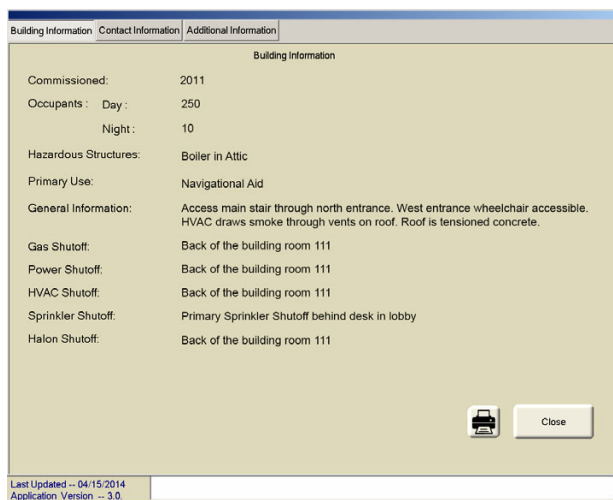 Building Information Contact Information Additional Information
Building Information
Commissioned: 2011
Occupants : Day : 250
Night : 10
Hazardous Structures: Boiler in Attic
Primary Use: Navigational Aid
General Information: Access main stair through north entrance. West entrance wheelchair accessible.
HVAC draws smoke through vents on roof. Roof is tensioned concrete.
Gas Shutoff: Back of the building room 111
Power Shutoff: Back of the building room 111
HVAC Shutoff: Back of the building room 111
Sprinkler Shutoff: Primary Sprinkler Shutoff behind desk in lobby
Halon Shutoff: Back of the building room 111
Close
Last Updated -- 04/15/2014
Application Version -- 3.0.